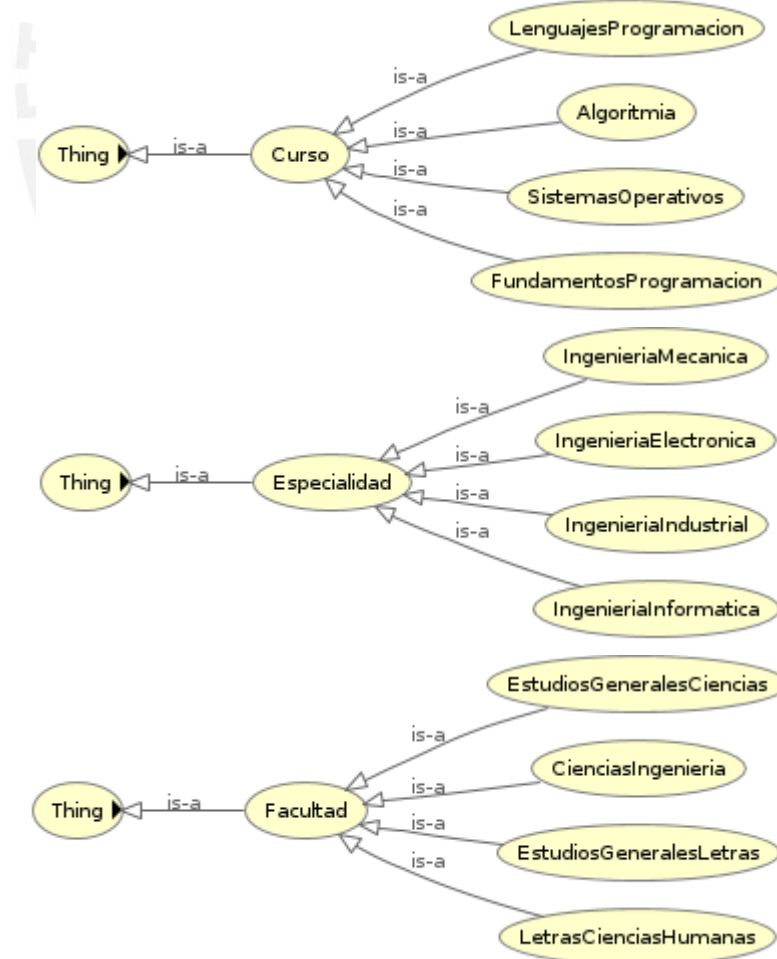 LenguajesProgramacion
is-a
Algoritmia
is-a
Thing
is-a
Curso
is-a
SistemasOperativos
is-a
FundamentosProgramacion
IngenieriaMecanica
is-a
IngenieriaElectronica
is-a
Thing
is-a
Especialidad
is-a
IngenieriaIndustrial
is-a
IngenieriaInformatica
EstudiosGeneralesCiencias
is-a
CienciasIngenieria
is-a
Thing
is-a
Facultad
is-a
EstudiosGeneralesLetras
is-a
LetrasCienciasHumanas